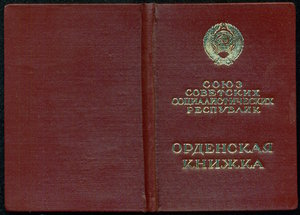 СОЮЗ
СОВЕТСКИХ
СОЦИАЛИСТИЧЕСКИХ
РЕСПУБЛИК
ОРДЕНСКАЯ
КНИЖКА